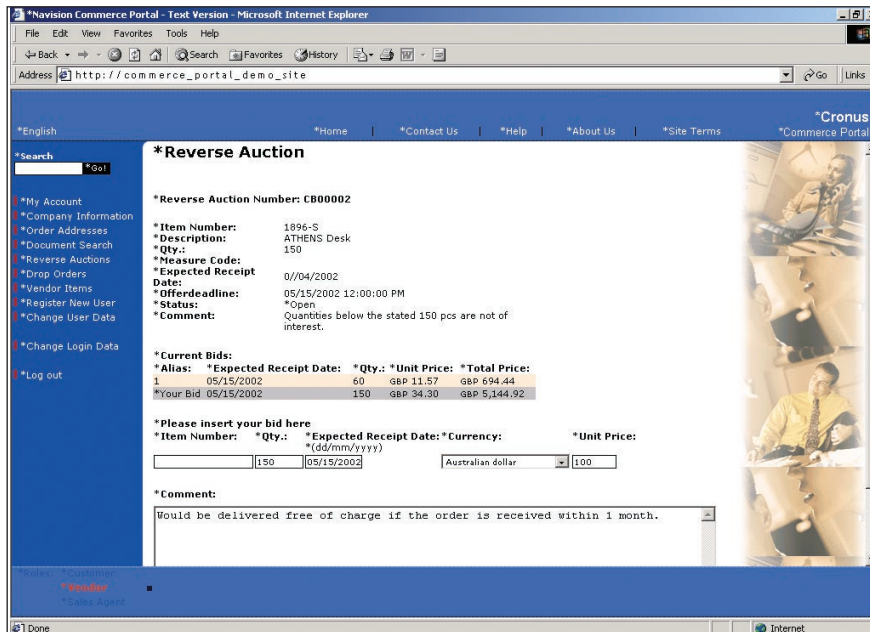 *Navision Commerce Portal - Text Version - Microsoft Internet Explorer
File Edit View Favorites Tools Help
Back Search Favorites History
Address http://commerce_portal_demo_site Go Links
*Cronus
*English *Home | *Contact Us | *Help | *About Us | *Site Terms *Commerce Portal
*Search
*Go!
*My Account
*Company Information
*Order Addresses
*Document Search
*Reverse Auctions
*Drop Orders
*Vendor Items
*Register New User
*Change User Data
*Change Login Data
*Log out
*Reverse Auction
*Reverse Auction Number: CB00002
*Item Number: 1896-S
*Description: ATHENS Desk
*Qty.: 150
*Measure Code:
*Expected Receipt Date: 0//04/2002
*Offerdeadline: 05/15/2002 12:00:00 PM
*Status: *Open
*Comment: Quantities below the stated 150 pcs are not of
interest.
*Current Bids:
*Alias: *Expected Receipt Date: *Qty.: *Unit Price: *Total Price:
1 05/15/2002 60 GBP 11.57 GBP 694.44
*Your Bid 05/15/2002 150 GBP 34.30 GBP 5,144.92
*Please insert your bid here
*Item Number: *Qty.: *Expected Receipt Date: *Currency: *Unit Price:
*(dd/mm/yyyy)
150 05/15/2002 Australian dollar 100
*Comment:
Would be delivered free of charge if the order is received within 1 month.
*Roles: *Customer
*Vendor
*Sales Agent
Done Internet